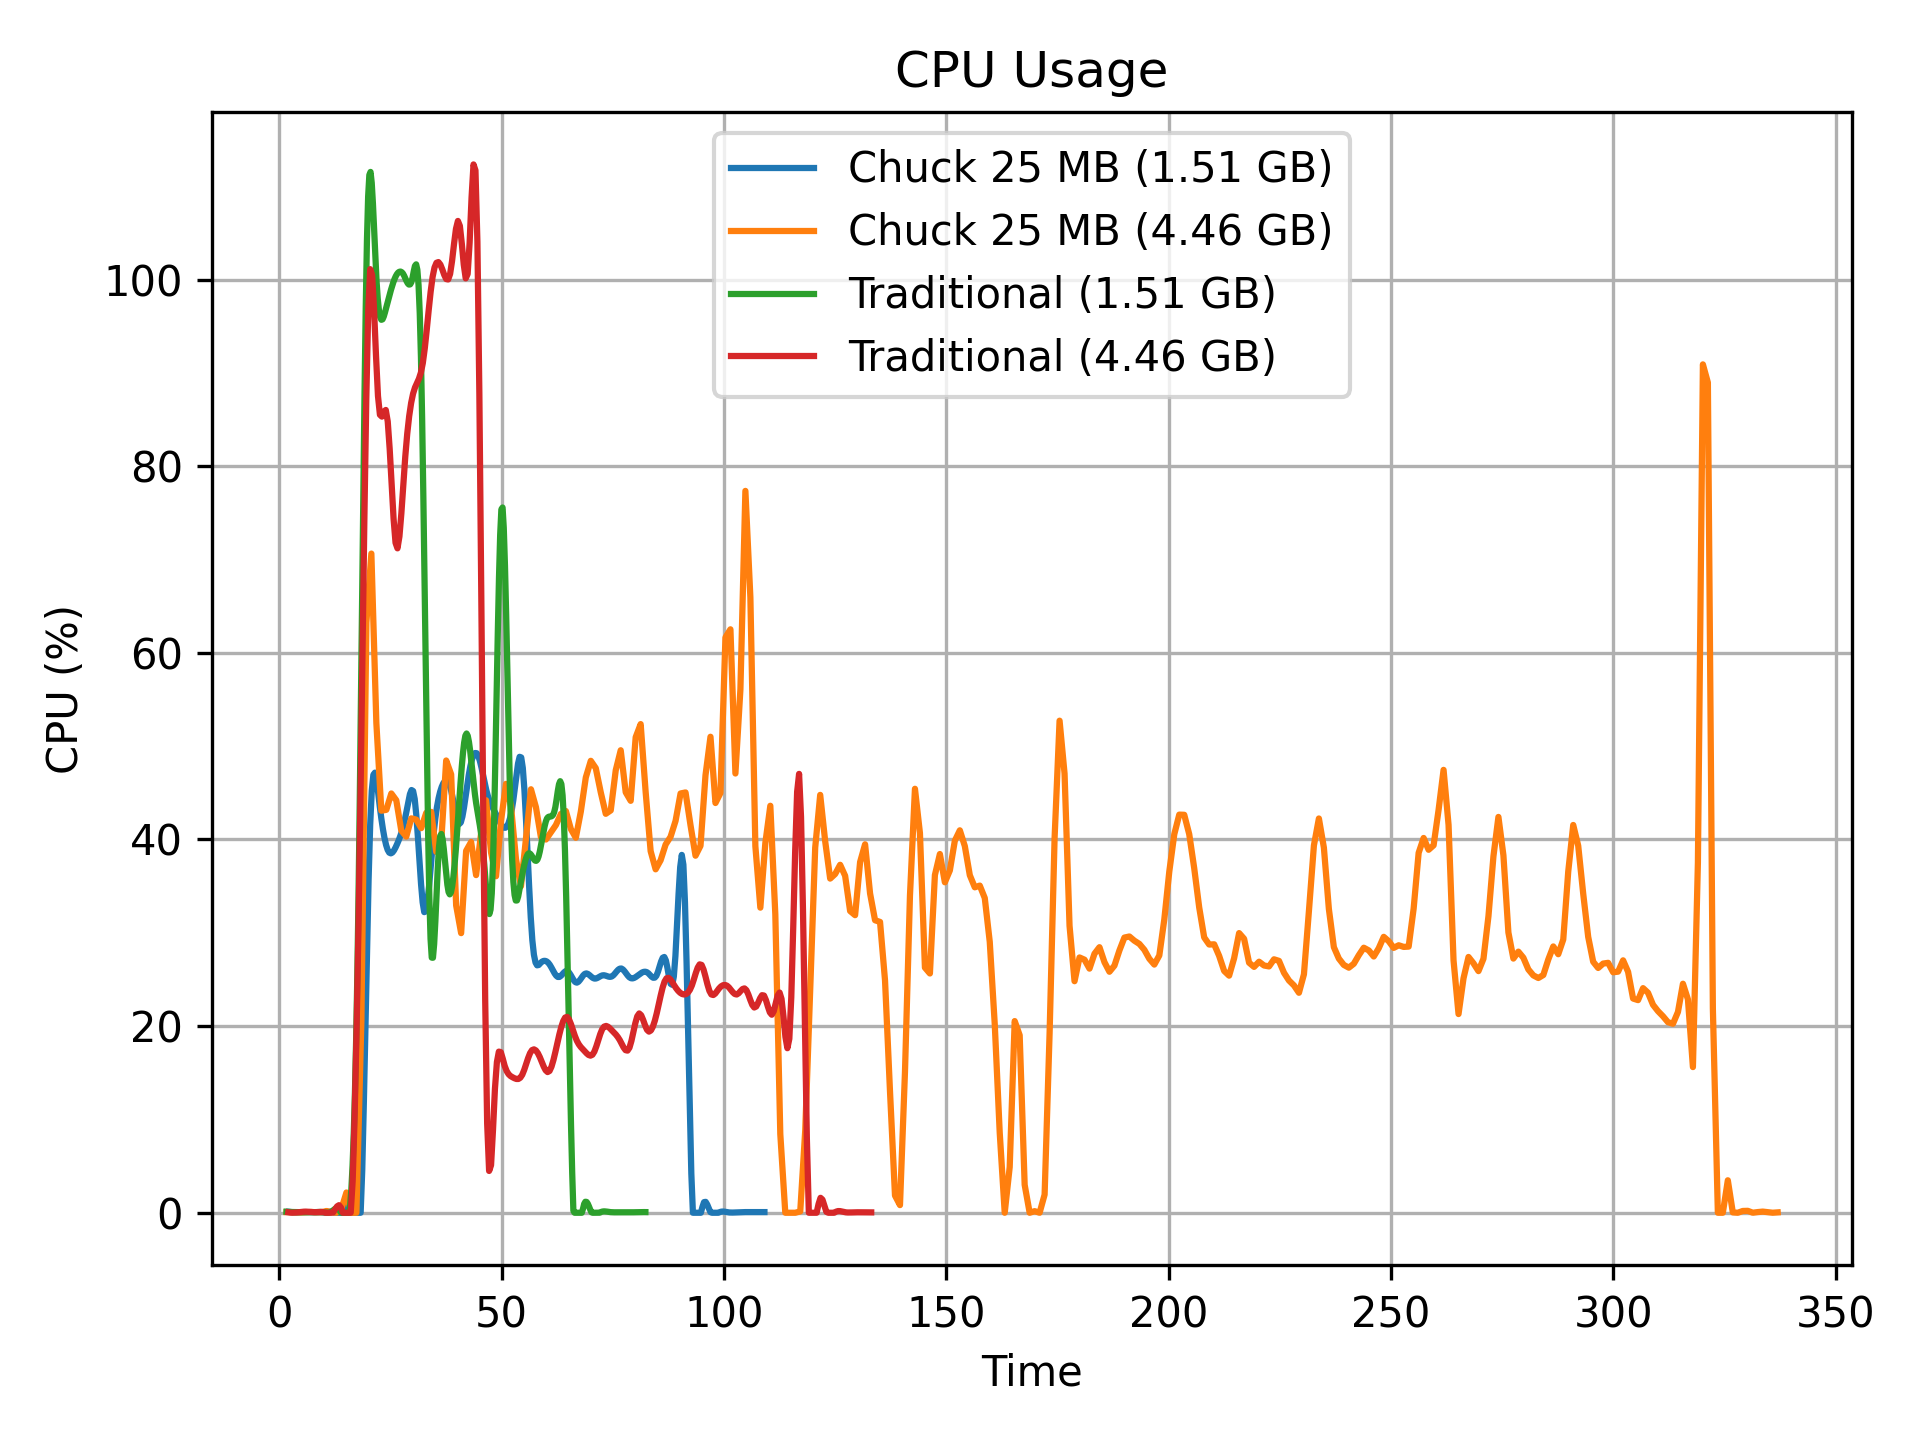 CPU Usage
Chuck 25 MB (1.51 GB)
Chuck 25 MB (4.46 GB)
Traditional (1.51 GB)
Traditional (4.46 GB)
CPU (%)
100
80
60
40
20
0
0 50 100 150 200 250 300 350
Time